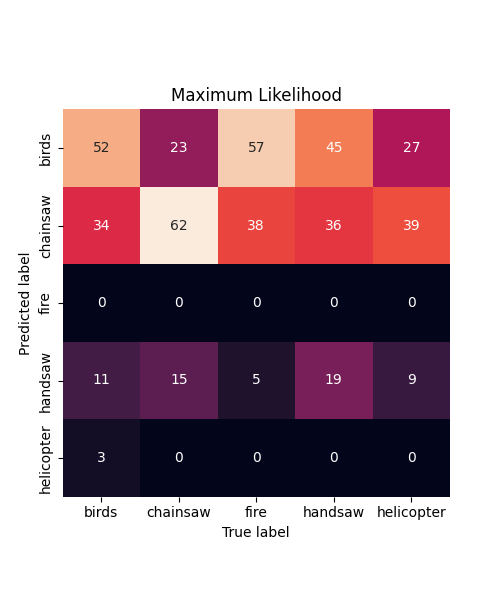 Maximum Likelihood
birds 52 23 57 45 27
chainsaw 34 62 38 36 39
fire 0 0 0 0 0
handsaw 11 15 5 19 9
helicopter 3 0 0 0 0
Predicted label
birds chainsaw fire handsaw helicopter
True label